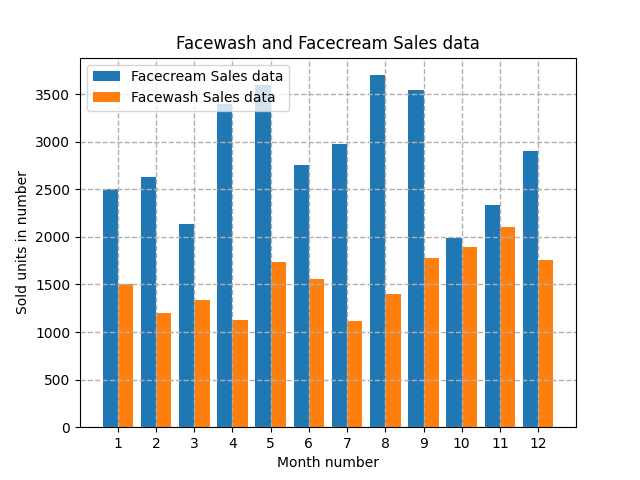 Facewash and Facecream Sales data
Facecream Sales data
Facewash Sales data
3500
3000
2500
2000
1500
1000
500
0
Sold units in number
1 2 3 4 5 6 7 8 9 10 11 12
Month number